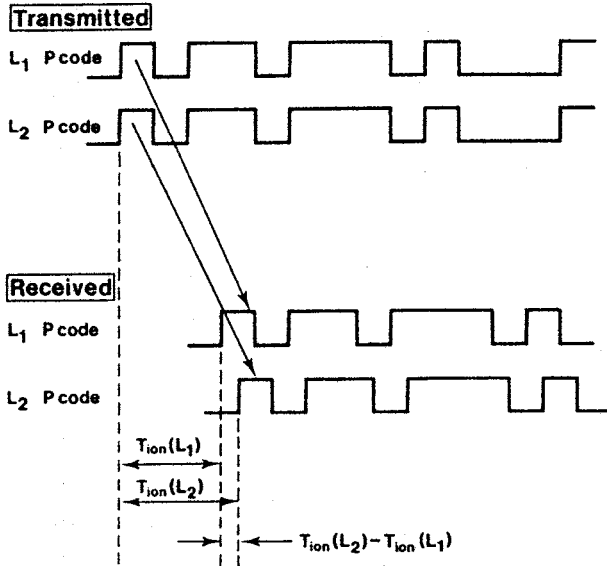 Transmitted
L1 P code
L2 P code
Received
L1 P code
L2 P code
Tion(L1)
Tion(L2)
Tion(L2)-Tion(L1)